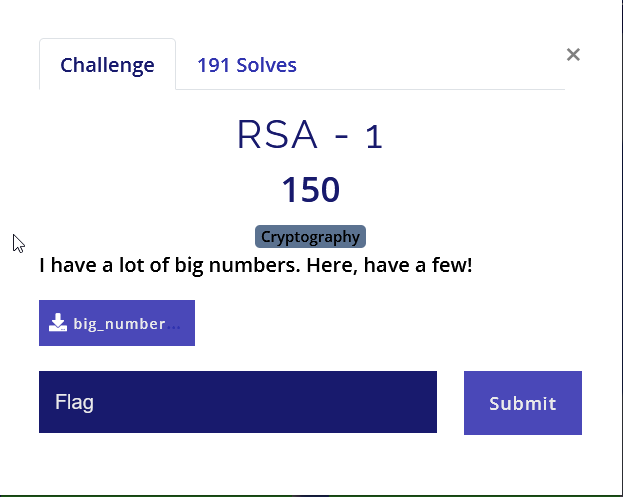 Challenge
191 Solves
×
RSA - 1
150
Cryptography
I have a lot of big numbers. Here, have a few!
big_number...
Flag
Submit